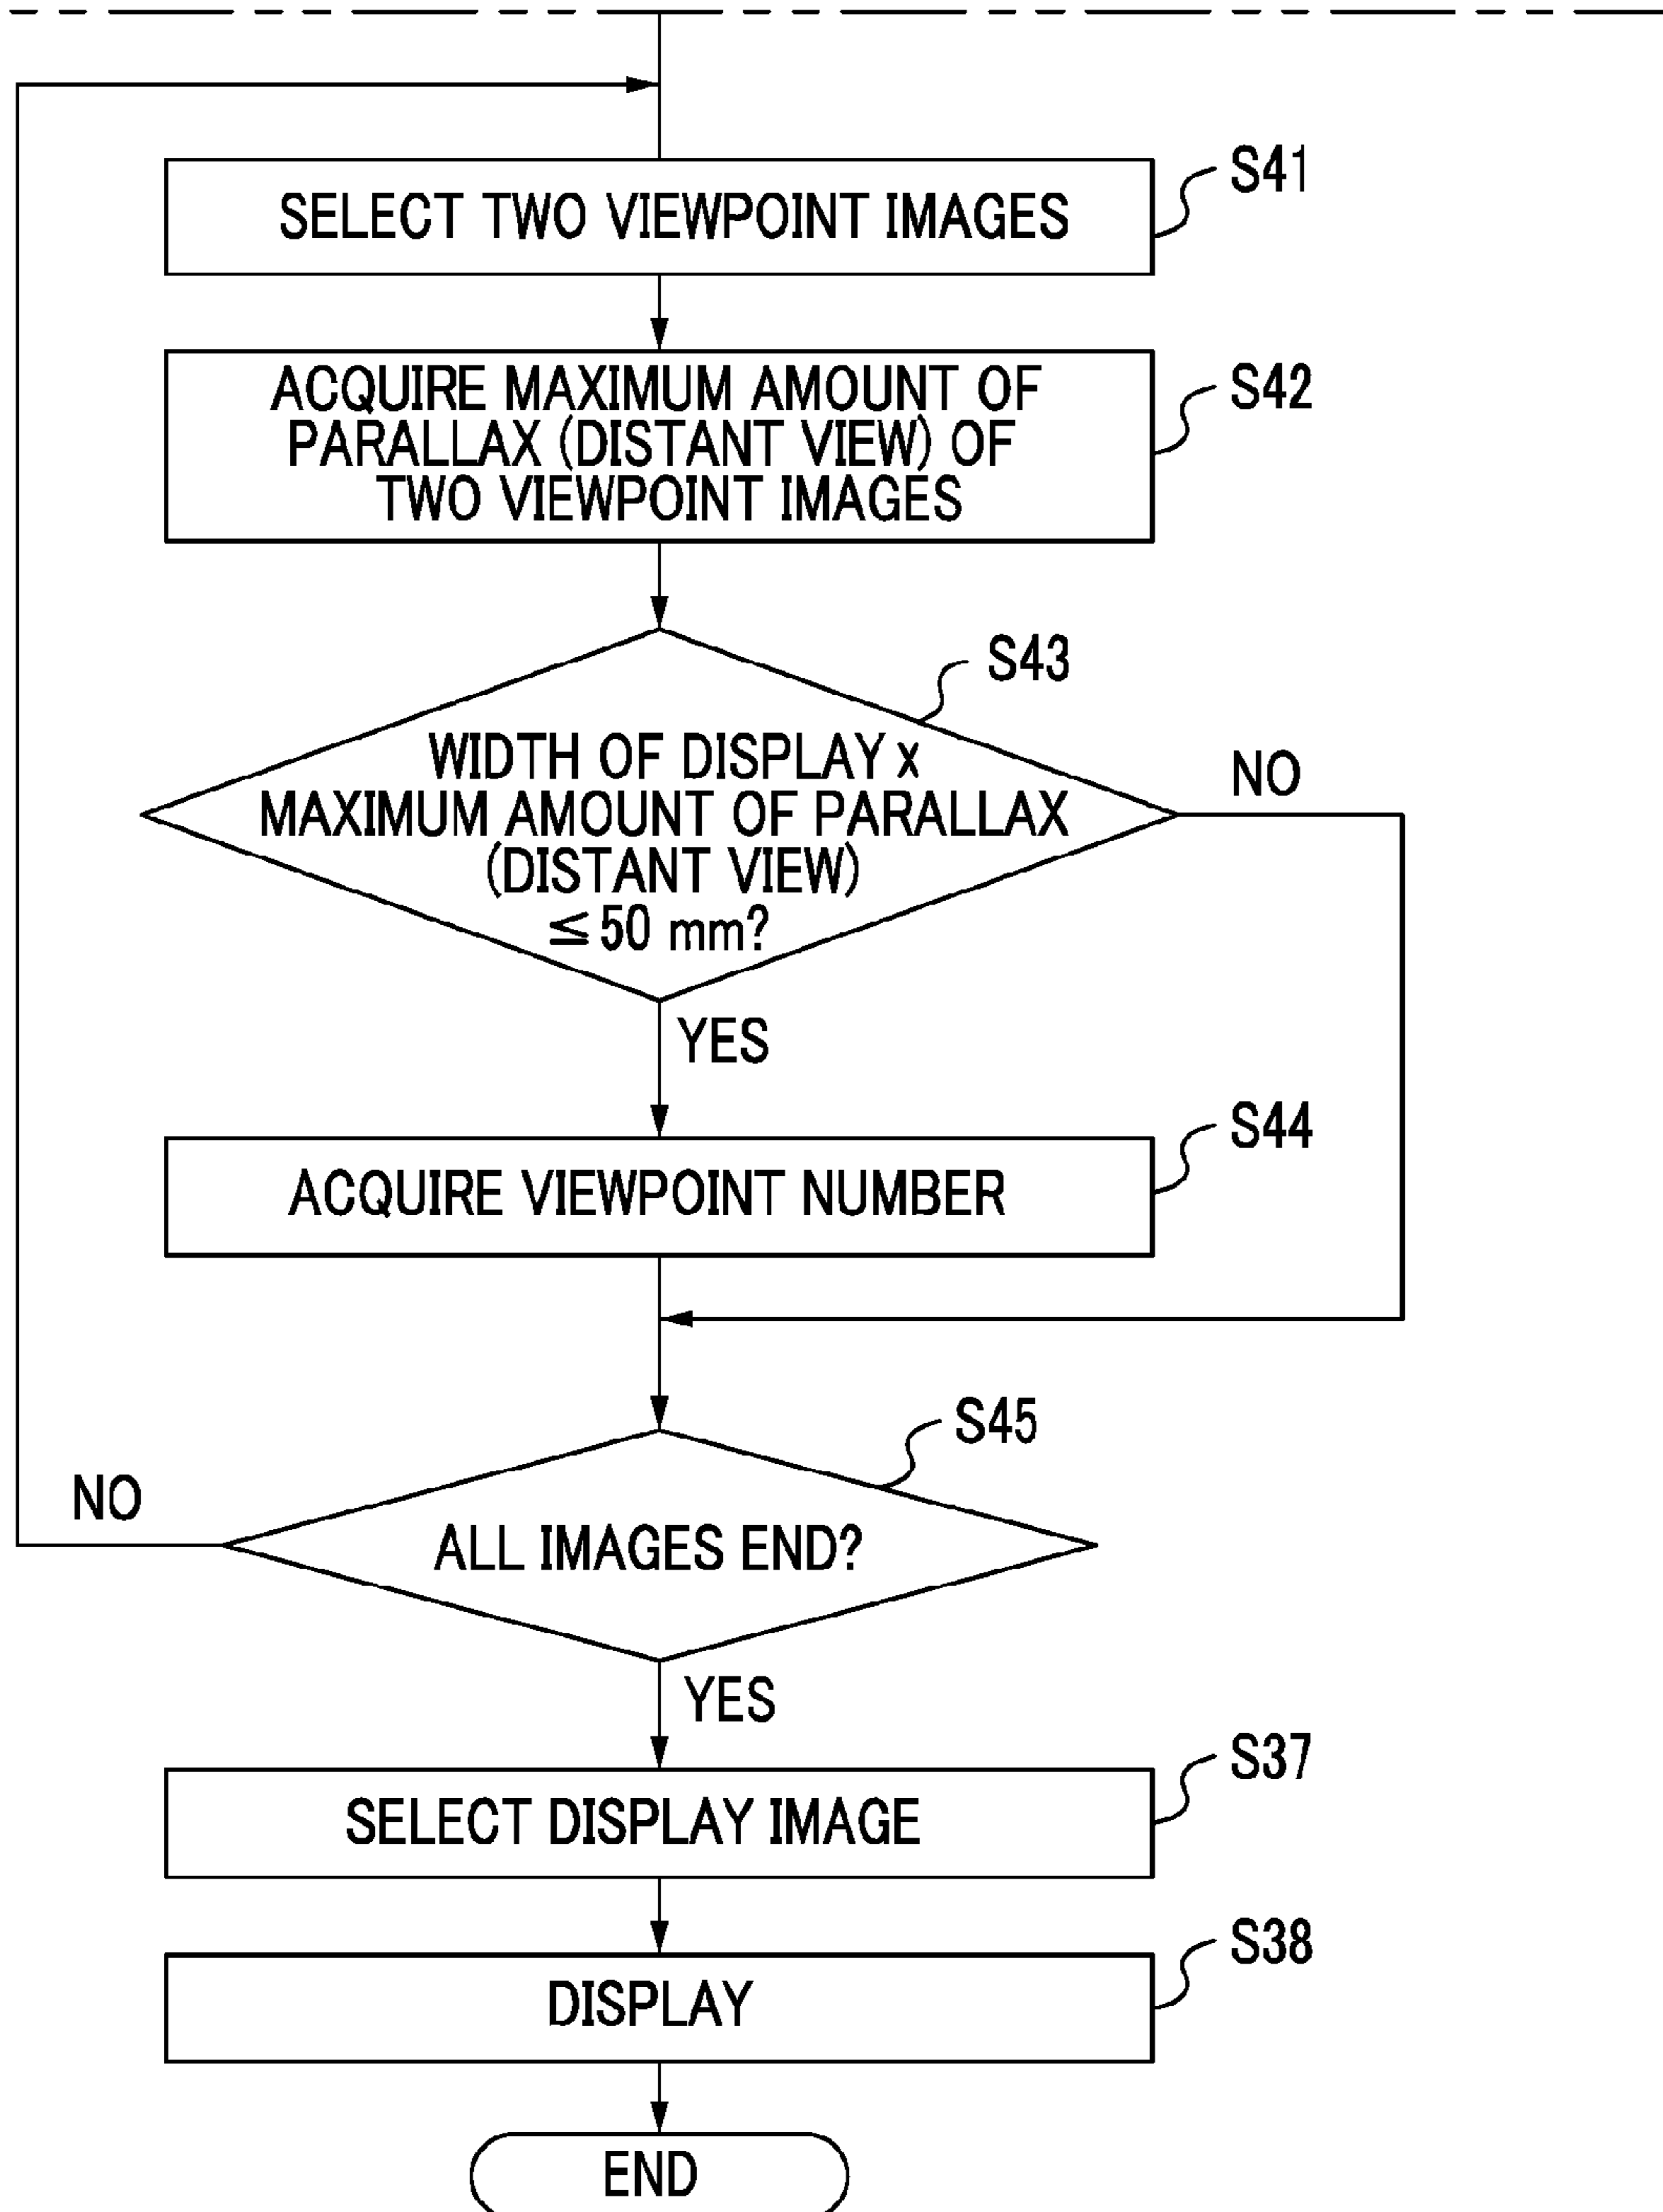 S41
SELECT TWO VIEWPOINT IMAGES
S42
ACQUIRE MAXIMUM AMOUNT OF
PARALLAX (DISTANT VIEW) OF
TWO VIEWPOINT IMAGES
S43
WIDTH OF DISPLAY x
MAXIMUM AMOUNT OF PARALLAX
(DISTANT VIEW)
≦ 50 mm?
NO
YES
S44
ACQUIRE VIEWPOINT NUMBER
S45
NO
ALL IMAGES END?
YES
S37
SELECT DISPLAY IMAGE
S38
DISPLAY
END